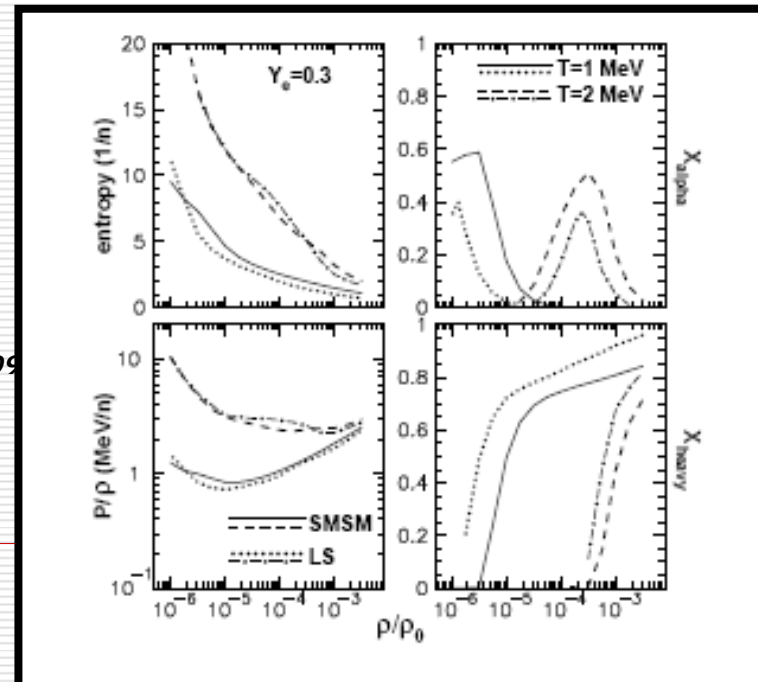 20
15
10
5
0
entropy (1/n)
Y_e=0.3
1
0.8
0.6
0.4
0.2
0
T=1 MeV
T=2 MeV
X_alpha
10
1
10^-1
P/ρ (MeV/n)
SMSM
LS
10^-6 10^-5 10^-4 10^-3
1
0.8
0.6
0.4
0.2
0
X_heavy
10^-6 10^-5 10^-4 10^-3
ρ/ρ_0